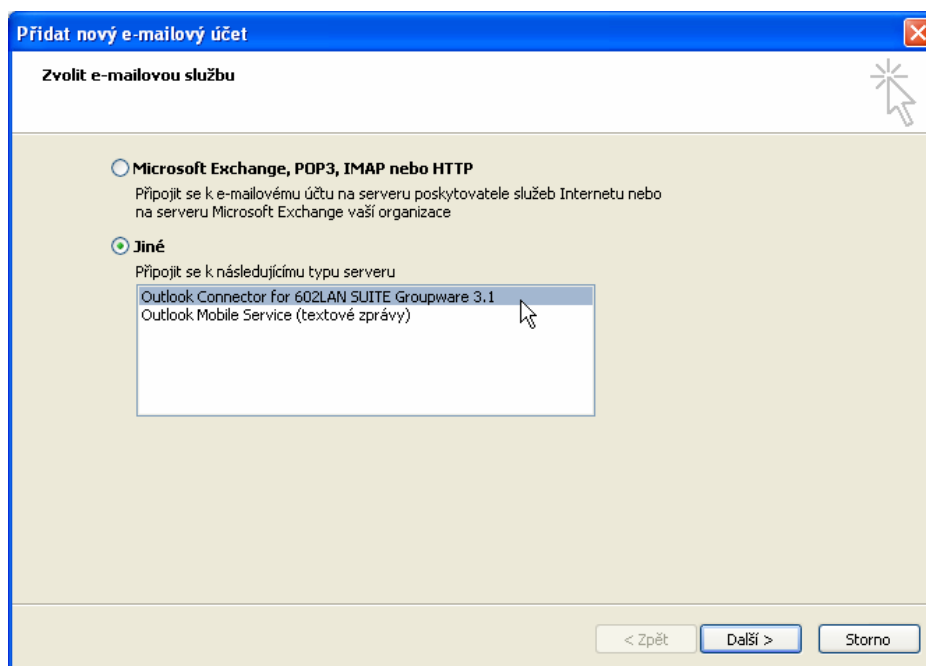 Přidat nový e-mailový účet
Zvolit e-mailovou službu
Microsoft Exchange, POP3, IMAP nebo HTTP
Připojit se k e-mailovému účtu na serveru poskytovatele služeb Internetu nebo
na serveru Microsoft Exchange vaší organizace
Jiné
Připojit se k následujícímu typu serveru
Outlook Connector for 602LAN SUITE Groupware 3.1
Outlook Mobile Service (textové zprávy)
< Zpět
Další >
Storno